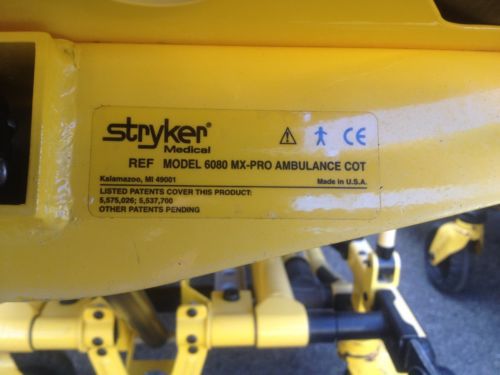 stryker®
Medical
REF MODEL 6080 MX-PRO AMBULANCE COT
Kalamazoo, MI 49001 Made in U.S.A.
LISTED PATENTS COVER THIS PRODUCT:
5,575,026; 5,537,700
OTHER PATENTS PENDING